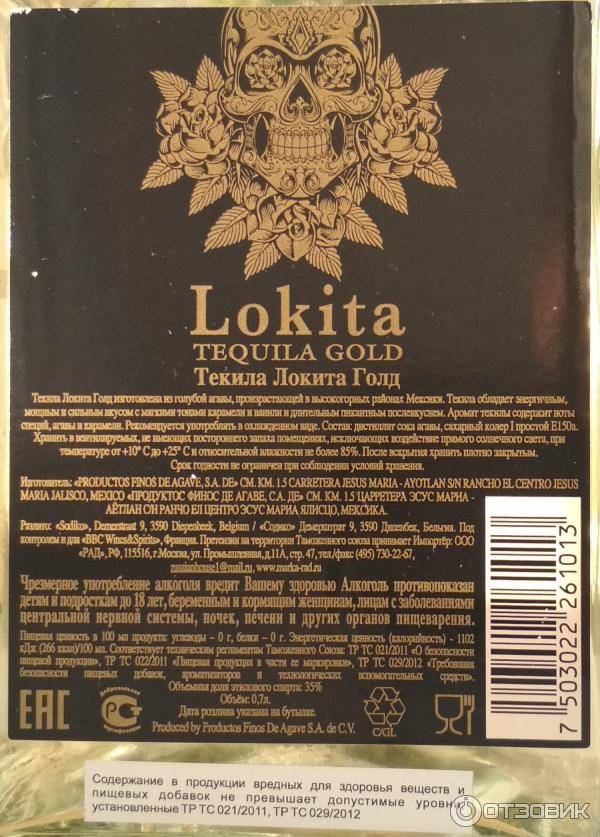 Lokita
TEQUILA GOLD
Текила Локита Голд
Текила Локита Голд изготовлена из голубой агавы, произрастающей в высокогорных районах Мексики. Текила обладает энергичным,
мощным и сильным вкусом с мягкими тонами карамели и ванили и длительным пикантным послевкусием. Аромат текилы содержит ноты
специй, агавы и карамели. Рекомендуется употреблять в охлажденном виде. Состав: дистиллят сока агавы, сахарный колер I простой Е150а.
Хранить в вентилируемых, не имеющих постороннего запаха помещениях, исключающих воздействие прямого солнечного света, при
температуре от +10° С до +25° С и относительной влажности не более 85%. После вскрытия хранить плотно закрытым.
Срок годности не ограничен при соблюдении условий хранения.
Изготовитель: «PRODUCTOS FINOS DE AGAVE, S.A. DE» CM. KM. 1.5 CARRETERA JESUS MARIA - AYOTLAN S/N RANCHO EL CENTRO JESUS
MARIA JALISCO, MEXICO «ПРОДУКТОС ФИНОС ДЕ АГАВЕ, С.А. ДЕ» СМ. КМ. 1.5 ЦАРРЕТЕРА ЭСУС МАРИА -
АЁТЛАН С/Н РАНЧО ЕЛ ЦЕНТРО ЭСУС МАРИА ЯЛИСЦО, МЕКСИКА.
Разлито: «Sodiko», Demerstraat 9, 3590 Diepenbeek, Belgium / «Содико» Демерштрат 9, 3590 Дипенбек, Бельгия. Под
контролем и для «BBC Wines&Spirits», Франция. Претензии на территории Таможенного союза принимает Импортёр: ООО
«РАД», РФ, 115516, г.Москва, ул. Промышленная, д.11А, стр. 47, тел./факс (495) 730-22-67,
russianhouse1@mail.ru, www.marka-rad.ru
Чрезмерное употребление алкоголя вредит Вашему здоровью Алкоголь противопоказан
детям и подросткам до 18 лет, беременным и кормящим женщинам, лицам с заболеваниями
центральной нервной системы, почек, печени и других органов пищеварения.
Пищевая ценность в 100 мл продукта: углеводы – 0 г, белки – 0 г. Энергетическая ценность (калорийность) - 1102
кДж (266 ккал)/100 мл. Соответствует техническим регламентам Таможенного Союза: ТР ТС 021/2011 «О безопасности
пищевой продукции», ТР ТС 022/2011 «Пищевая продукция в части ее маркировки», ТР ТС 029/2012 «Требования
безопасности пищевых добавок, ароматизаторов и технологических вспомогательных средств».
Объемная доля этилового спирта: 35%
Объём: 0,7л.
Дата розлива указана на бутылке.
Produced by Productos Finos De Agave S.A. de C.V.
EAC
Добровольная
РСТ
сертификация
C/GL
7 503022 261013
Содержание в продукции вредных для здоровья веществ и
пищевых добавок не превышает допустимые уровни,
установленные ТР ТС 021/2011, ТР ТС 029/2012
ОТЗОВИК